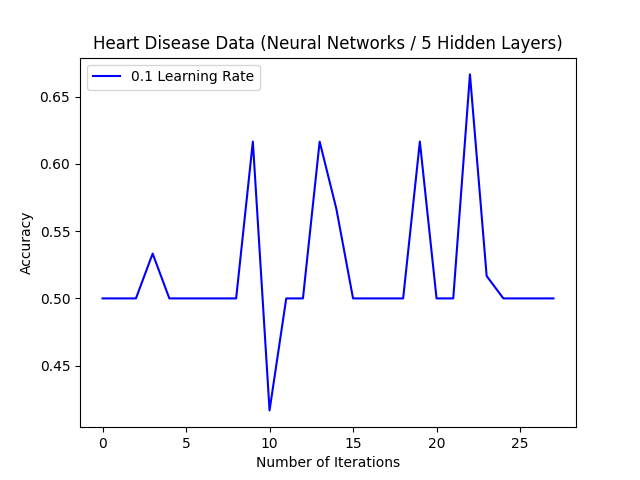 Heart Disease Data (Neural Networks / 5 Hidden Layers)
0.1 Learning Rate
0.65
0.60
0.55
0.50
0.45
Accuracy
0 5 10 15 20 25
Number of Iterations